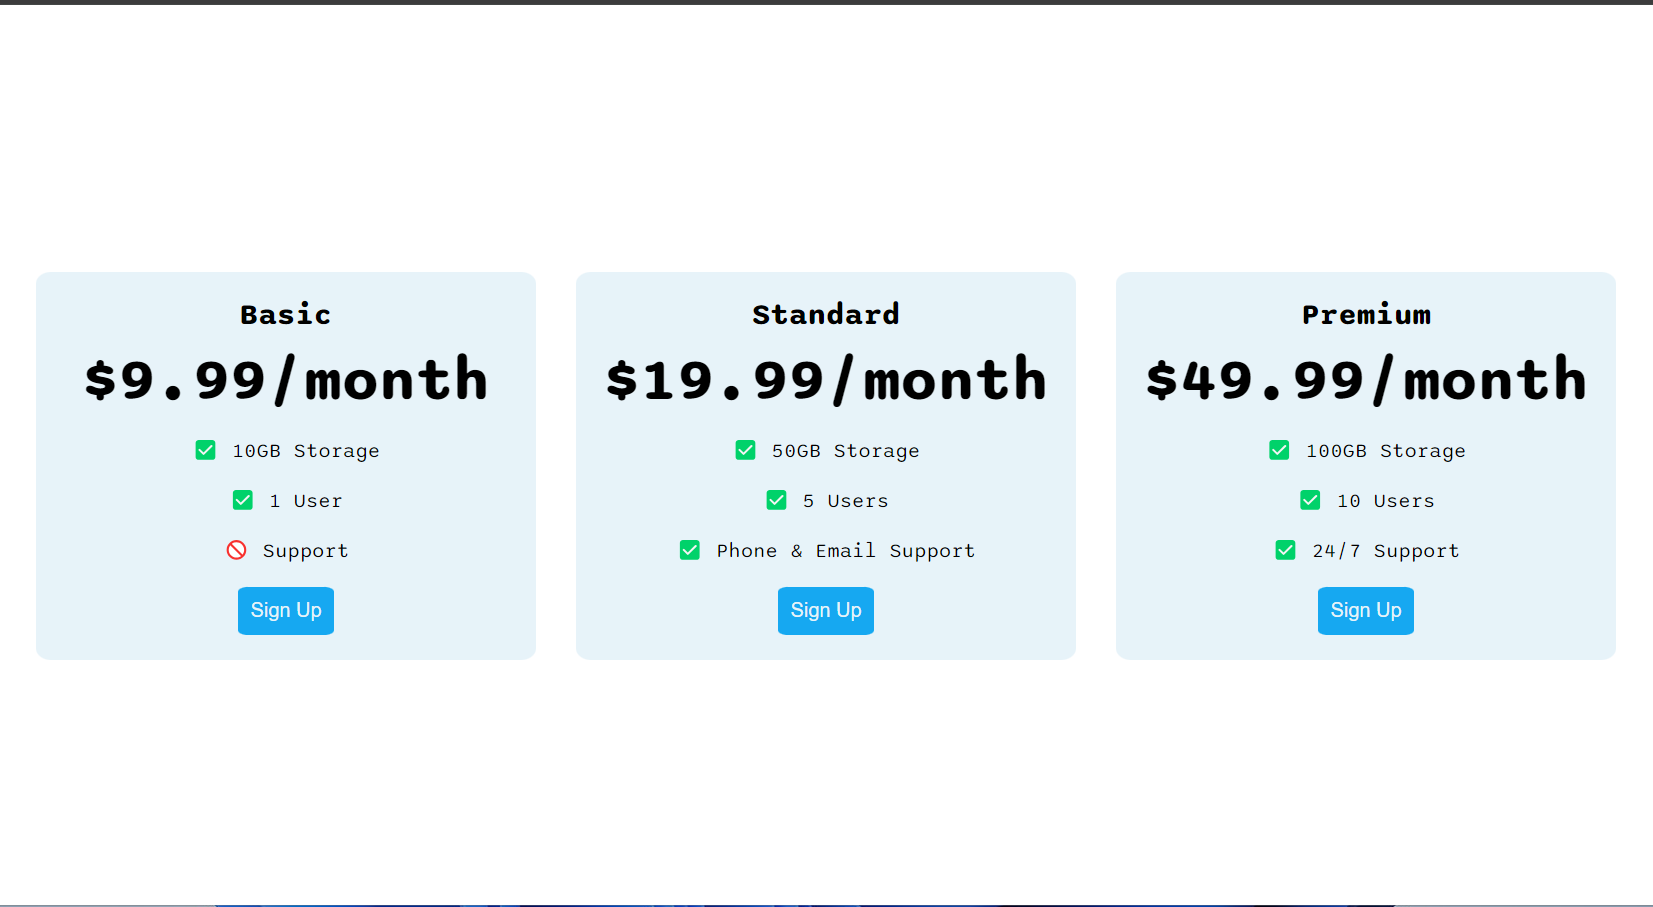 Basic
$9.99/month
10GB Storage
1 User
Support
Sign Up
Standard
$19.99/month
50GB Storage
5 Users
Phone & Email Support
Sign Up
Premium
$49.99/month
100GB Storage
10 Users
24/7 Support
Sign Up